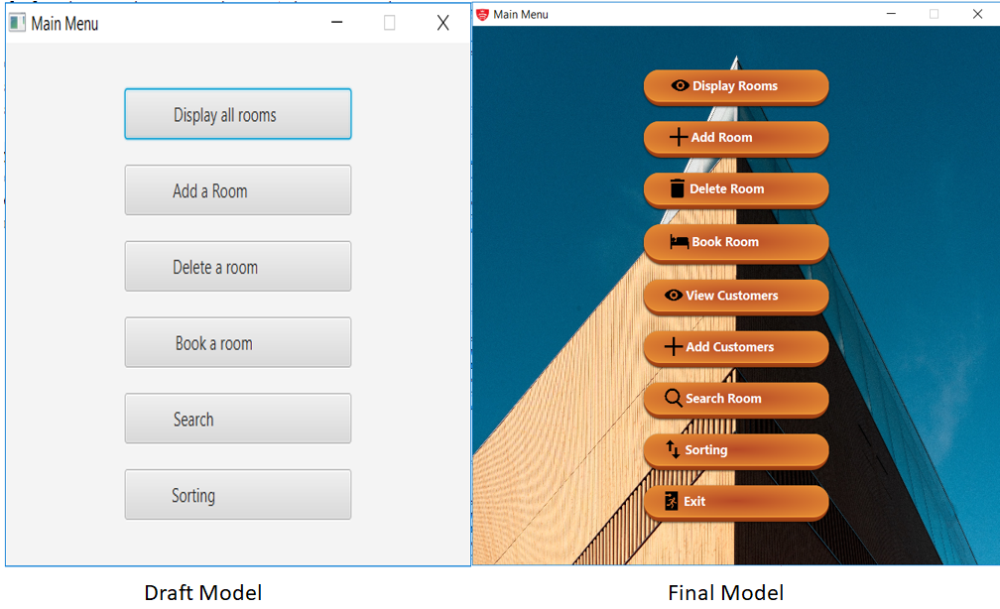 Main Menu
Display all rooms
Add a Room
Delete a room
Book a room
Search
Sorting
Draft Model
Main Menu
Display Rooms
Add Room
Delete Room
Book Room
View Customers
Add Customers
Search Room
Sorting
Exit
Final Model